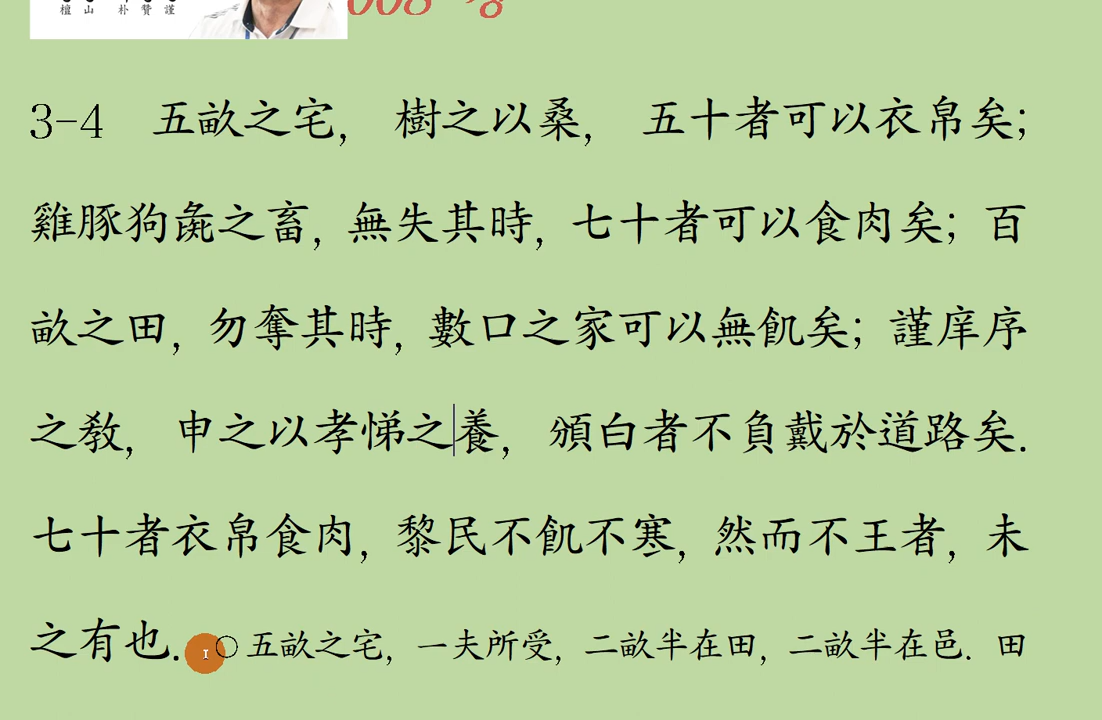 檀山 朴贊謹
3-4 五畝之宅, 樹之以桑, 五十者可以衣帛矣;
雞豚狗彘之畜, 無失其時, 七十者可以食肉矣; 百
畝之田, 勿奪其時, 數口之家可以無飢矣; 謹庠序
之敎, 申之以孝悌之養, 頒白者不負戴於道路矣.
七十者衣帛食肉, 黎民不飢不寒, 然而不王者, 未
之有也. ○ 五畝之宅, 一夫所受, 二畝半在田, 二畝半在邑. 田